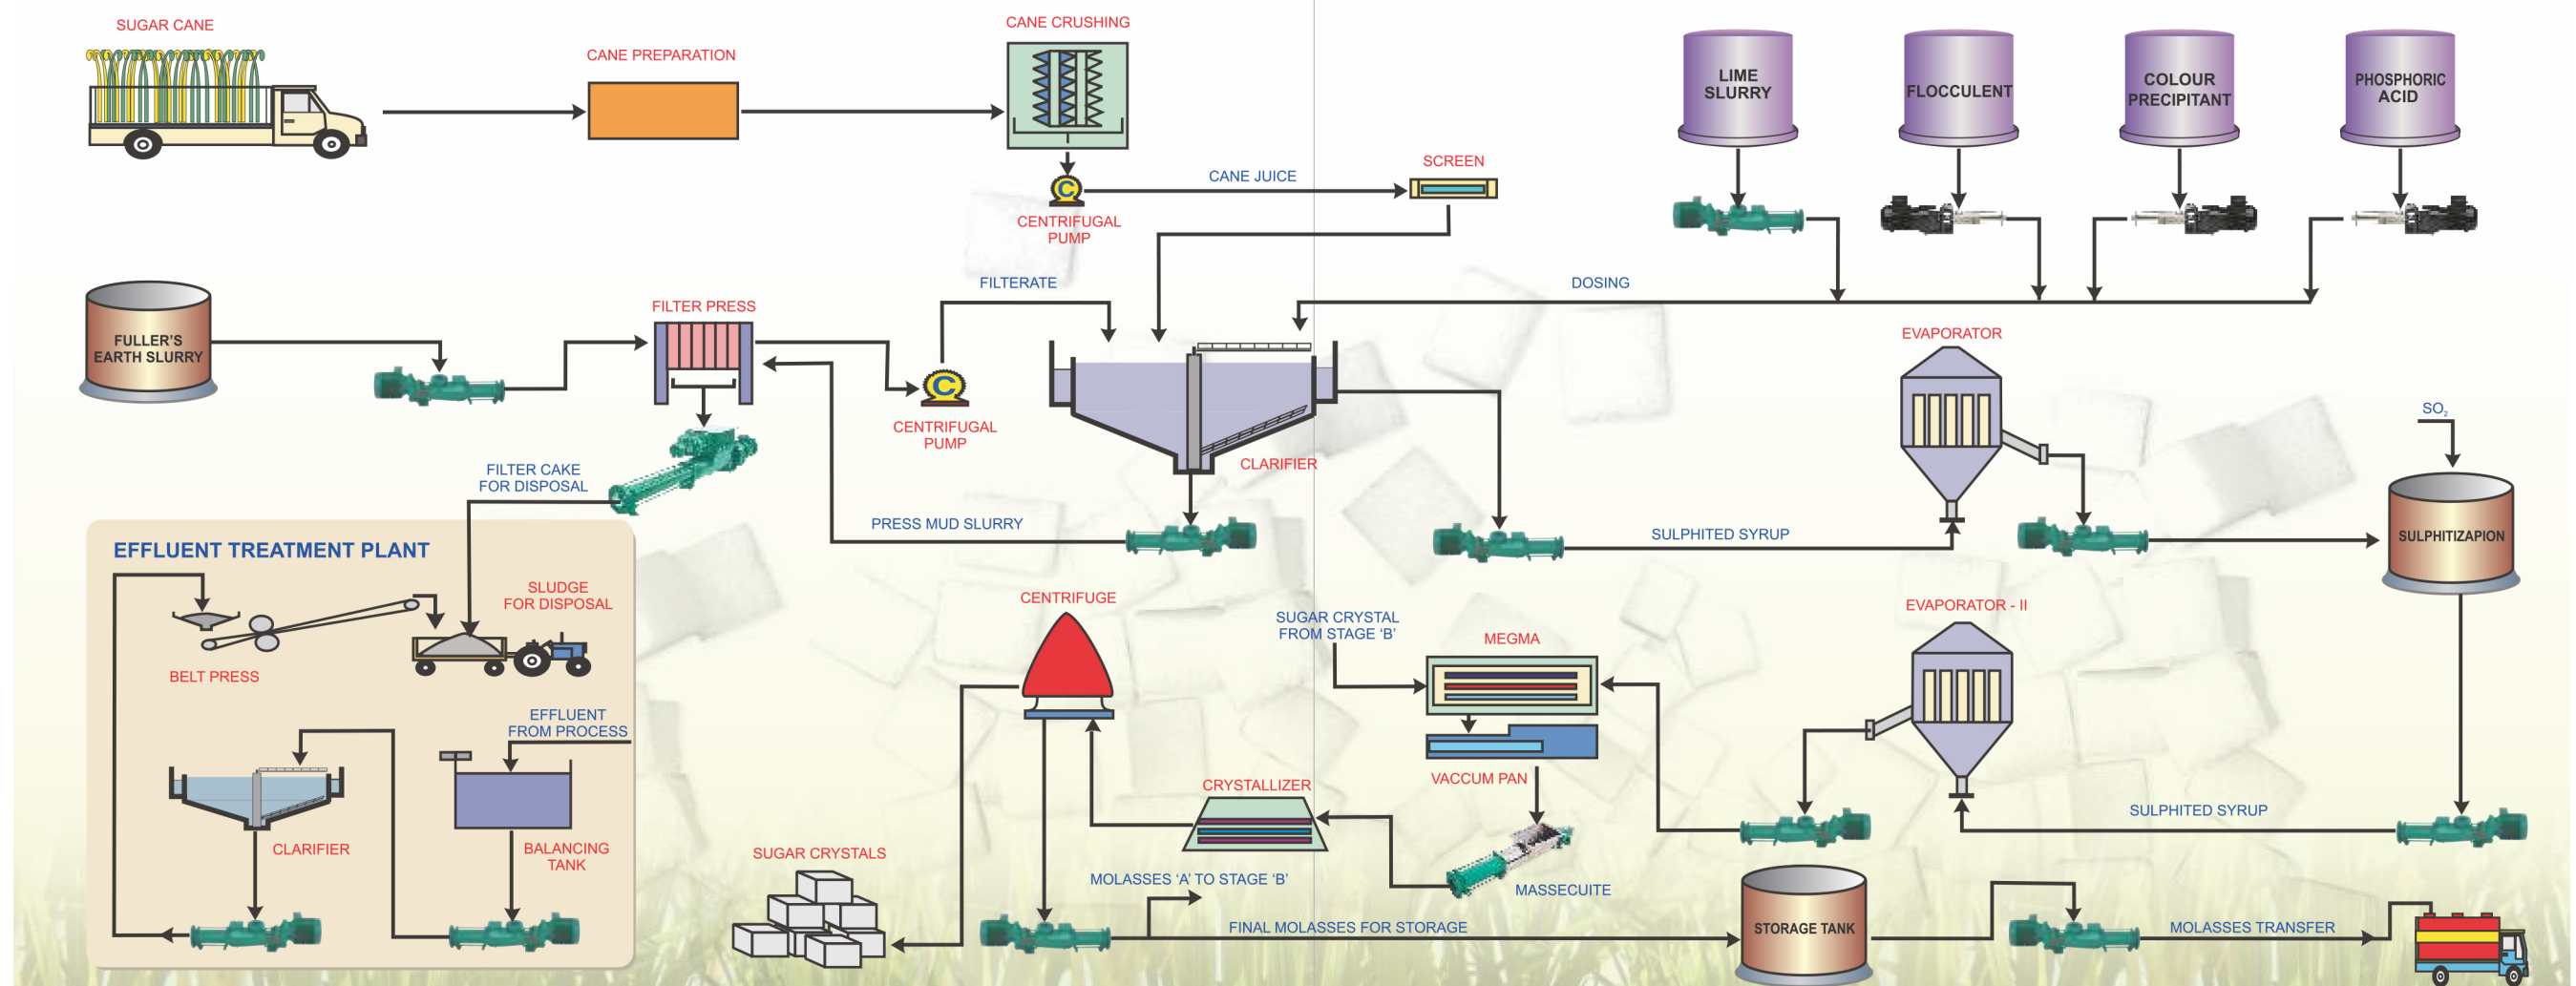 SUGAR CANE
CANE PREPARATION
CANE CRUSHING
LIME
SLURRY
FLOCCULENT
COLOUR
PRECIPITANT
PHOSPHORIC
ACID
C
CENTRIFUGAL
PUMP
CANE JUICE
SCREEN
FILTERATE
DOSING
FULLER'S
EARTH SLURRY
FILTER PRESS
C
CENTRIFUGAL
PUMP
CLARIFIER
EVAPORATOR
SO₂
SULPHITIZAPION
FILTER CAKE
FOR DISPOSAL
PRESS MUD SLURRY
SULPHITED SYRUP
EFFLUENT TREATMENT PLANT
BELT PRESS
SLUDGE
FOR DISPOSAL
EFFLUENT
FROM PROCESS
CLARIFIER
BALANCING
TANK
CENTRIFUGE
SUGAR CRYSTAL
FROM STAGE 'B'
MEGMA
EVAPORATOR - II
VACCUM PAN
CRYSTALLIZER
SULPHITED SYRUP
SUGAR CRYSTALS
MOLASSES 'A' TO STAGE 'B'
MASSECUITE
FINAL MOLASSES FOR STORAGE
STORAGE TANK
MOLASSES TRANSFER